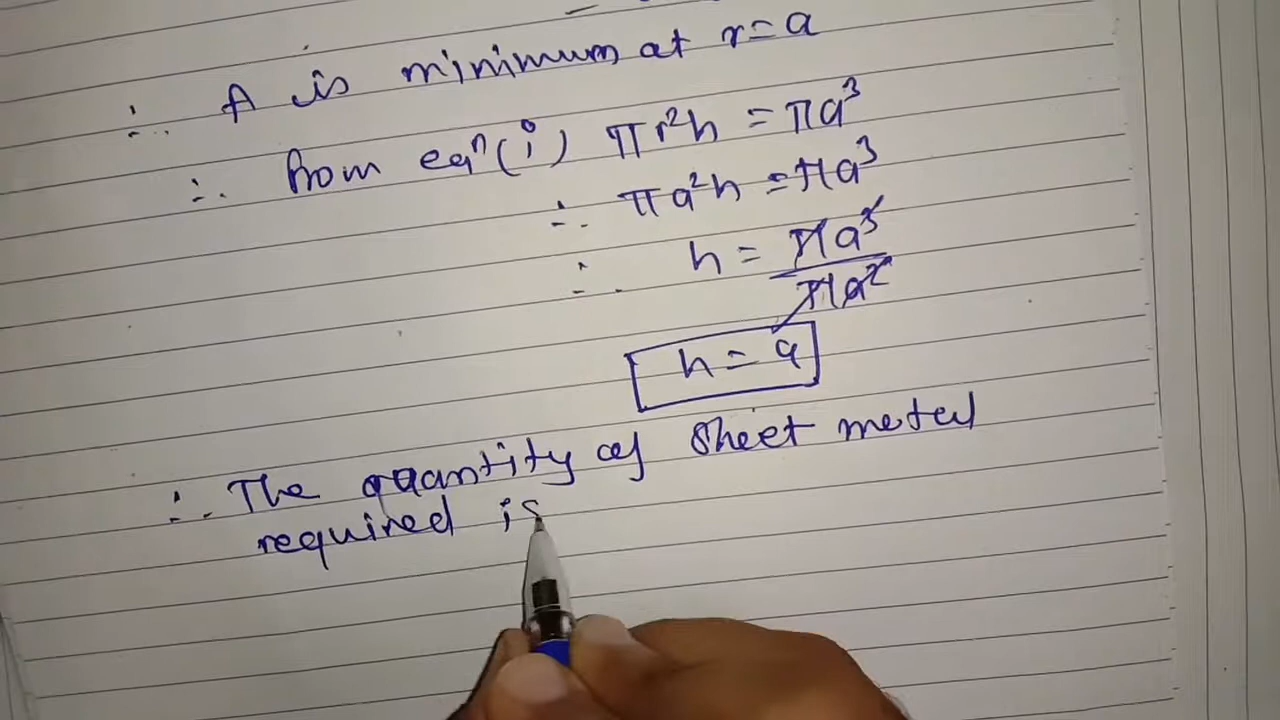 ∴ A is minimum at r = a
∴ from eqⁿ(i) πr²h = πa³
∴ πa²h = πa³
∴ h = πa³/πa²
h = a
∴ The quantity of sheet metal
required is